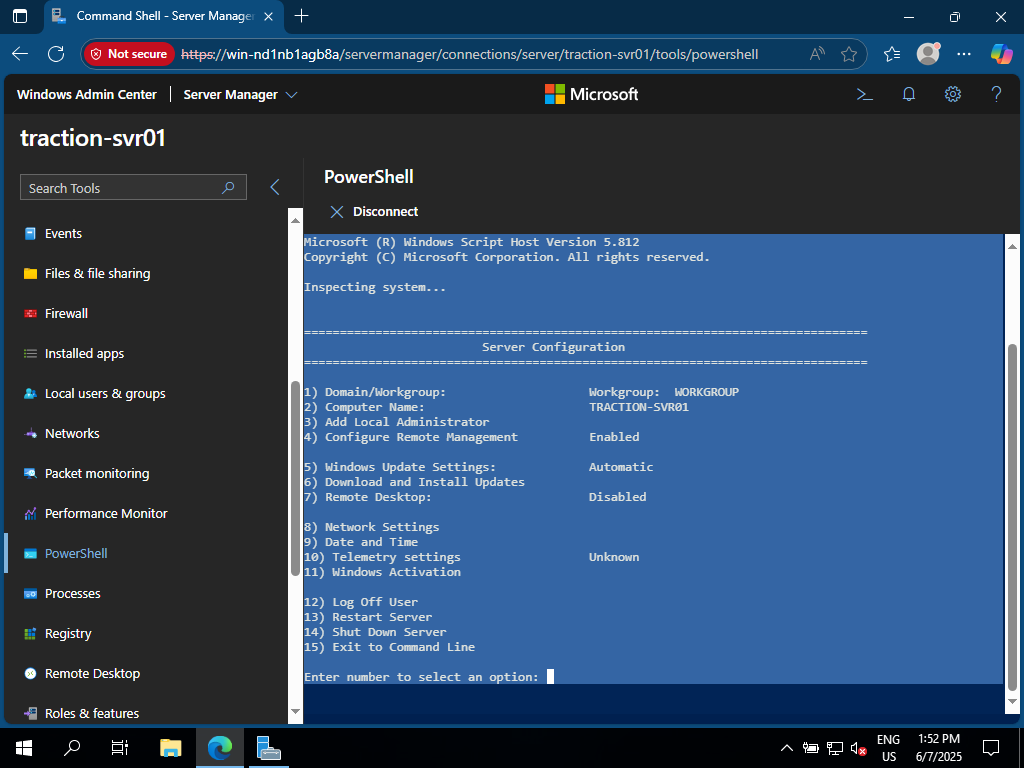 Command Shell - Server Manager
Not secure https://win-nd1nb1agb8a/servermanager/connections/server/traction-svr01/tools/powershell
Windows Admin Center | Server Manager Microsoft
traction-svr01
Search Tools
Events
Files & file sharing
Firewall
Installed apps
Local users & groups
Networks
Packet monitoring
Performance Monitor
PowerShell
Processes
Registry
Remote Desktop
Roles & features
PowerShell
Disconnect
Microsoft (R) Windows Script Host Version 5.812
Copyright (C) Microsoft Corporation. All rights reserved.
Inspecting system...
===============================================================================
Server Configuration
===============================================================================
1) Domain/Workgroup: Workgroup: WORKGROUP
2) Computer Name: TRACTION-SVR01
3) Add Local Administrator
4) Configure Remote Management Enabled
5) Windows Update Settings: Automatic
6) Download and Install Updates
7) Remote Desktop: Disabled
8) Network Settings
9) Date and Time
10) Telemetry settings Unknown
11) Windows Activation
12) Log Off User
13) Restart Server
14) Shut Down Server
15) Exit to Command Line
Enter number to select an option:
ENG
US
1:52 PM
6/7/2025